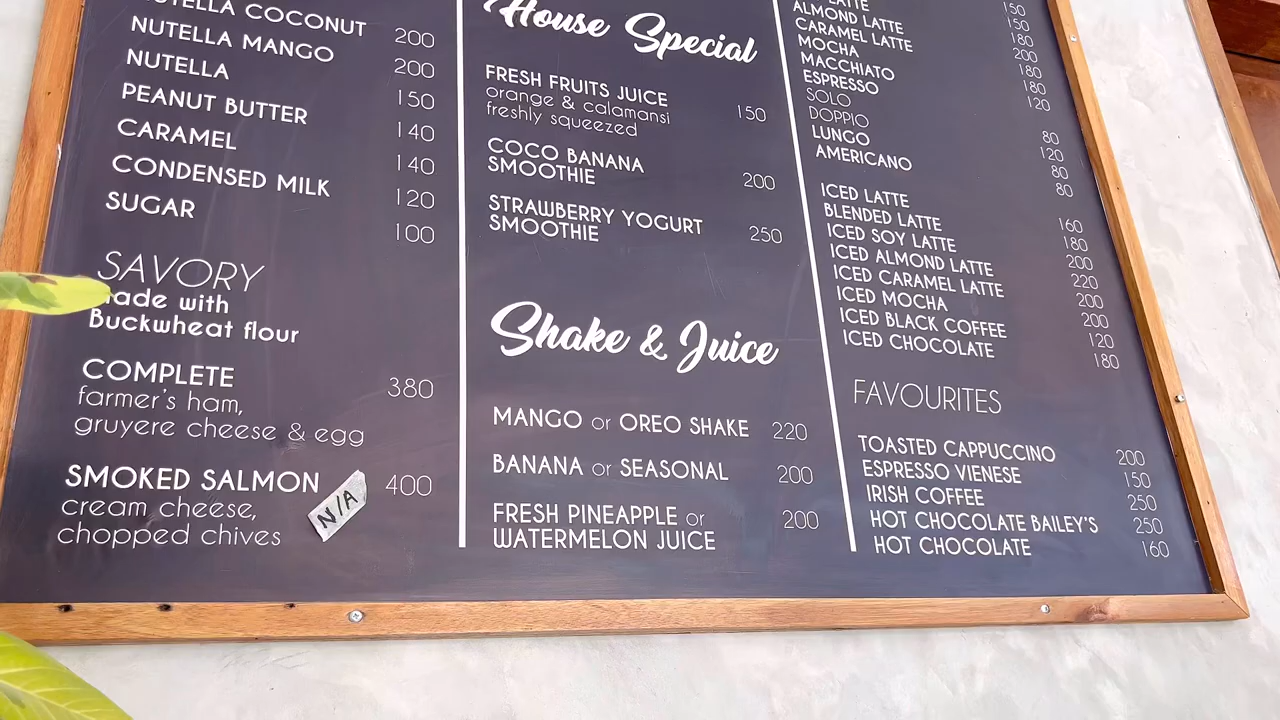 NUTELLA COCONUT 200
NUTELLA MANGO 200
NUTELLA 150
PEANUT BUTTER 140
CARAMEL 140
CONDENSED MILK 120
SUGAR 100
SAVORY
made with
Buckwheat flour
COMPLETE 380
farmer's ham,
gruyere cheese & egg
SMOKED SALMON N/A 400
cream cheese,
chopped chives
House Special
FRESH FRUITS JUICE
orange & calamansi 150
freshly squeezed
COCO BANANA
SMOOTHIE 200
STRAWBERRY YOGURT
SMOOTHIE 250
Shake & Juice
MANGO or OREO SHAKE 220
BANANA or SEASONAL 200
FRESH PINEAPPLE or 200
WATERMELON JUICE
LATTE 150
ALMOND LATTE 150
CARAMEL LATTE 180
MOCHA 200
MACCHIATO 180
ESPRESSO 180
SOLO 120
DOPPIO
LUNGO 80
AMERICANO 120
80
80
ICED LATTE 160
BLENDED LATTE 180
ICED SOY LATTE 200
ICED ALMOND LATTE 220
ICED CARAMEL LATTE 200
ICED MOCHA 200
ICED BLACK COFFEE 120
ICED CHOCOLATE 180
FAVOURITES
TOASTED CAPPUCCINO 200
ESPRESSO VIENESE 150
IRISH COFFEE 250
HOT CHOCOLATE BAILEY'S 250
HOT CHOCOLATE 160